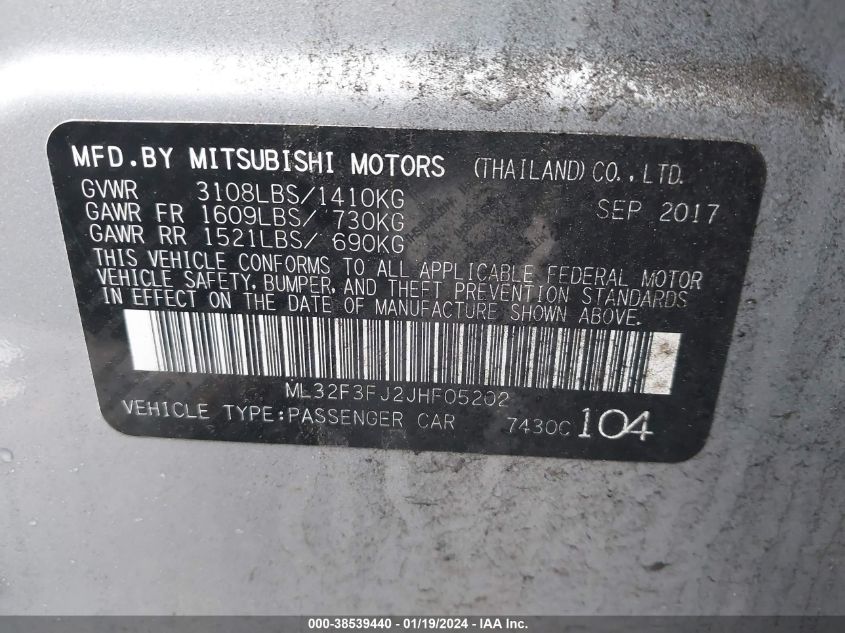 MFD.BY MITSUBISHI MOTORS (THAILAND) CO.,LTD.
GVWR 3108LBS/1410KG SEP 2017
GAWR FR 1609LBS/ 730KG
GAWR RR 1521LBS/ 690KG
THIS VEHICLE CONFORMS TO ALL APPLICABLE FEDERAL MOTOR
VEHICLE SAFETY, BUMPER, AND THEFT PREVENTION STANDARDS
IN EFFECT ON THE DATE OF MANUFACTURE SHOWN ABOVE.
ML32F3FJ2JHF05202
VEHICLE TYPE:PASSENGER CAR 7430C 104
000-38539440 - 01/19/2024 - IAA Inc.